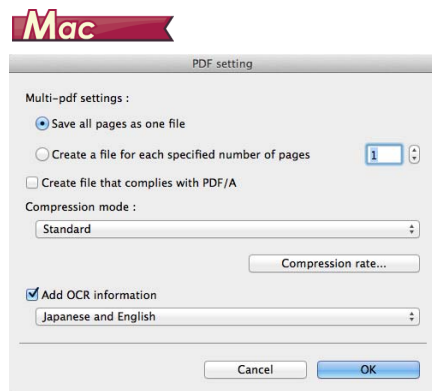 Mac
PDF setting
Multi-pdf settings :
Save all pages as one file
Create a file for each specified number of pages 1
Create file that complies with PDF/A
Compression mode :
Standard
Compression rate...
Add OCR information
Japanese and English
Cancel OK